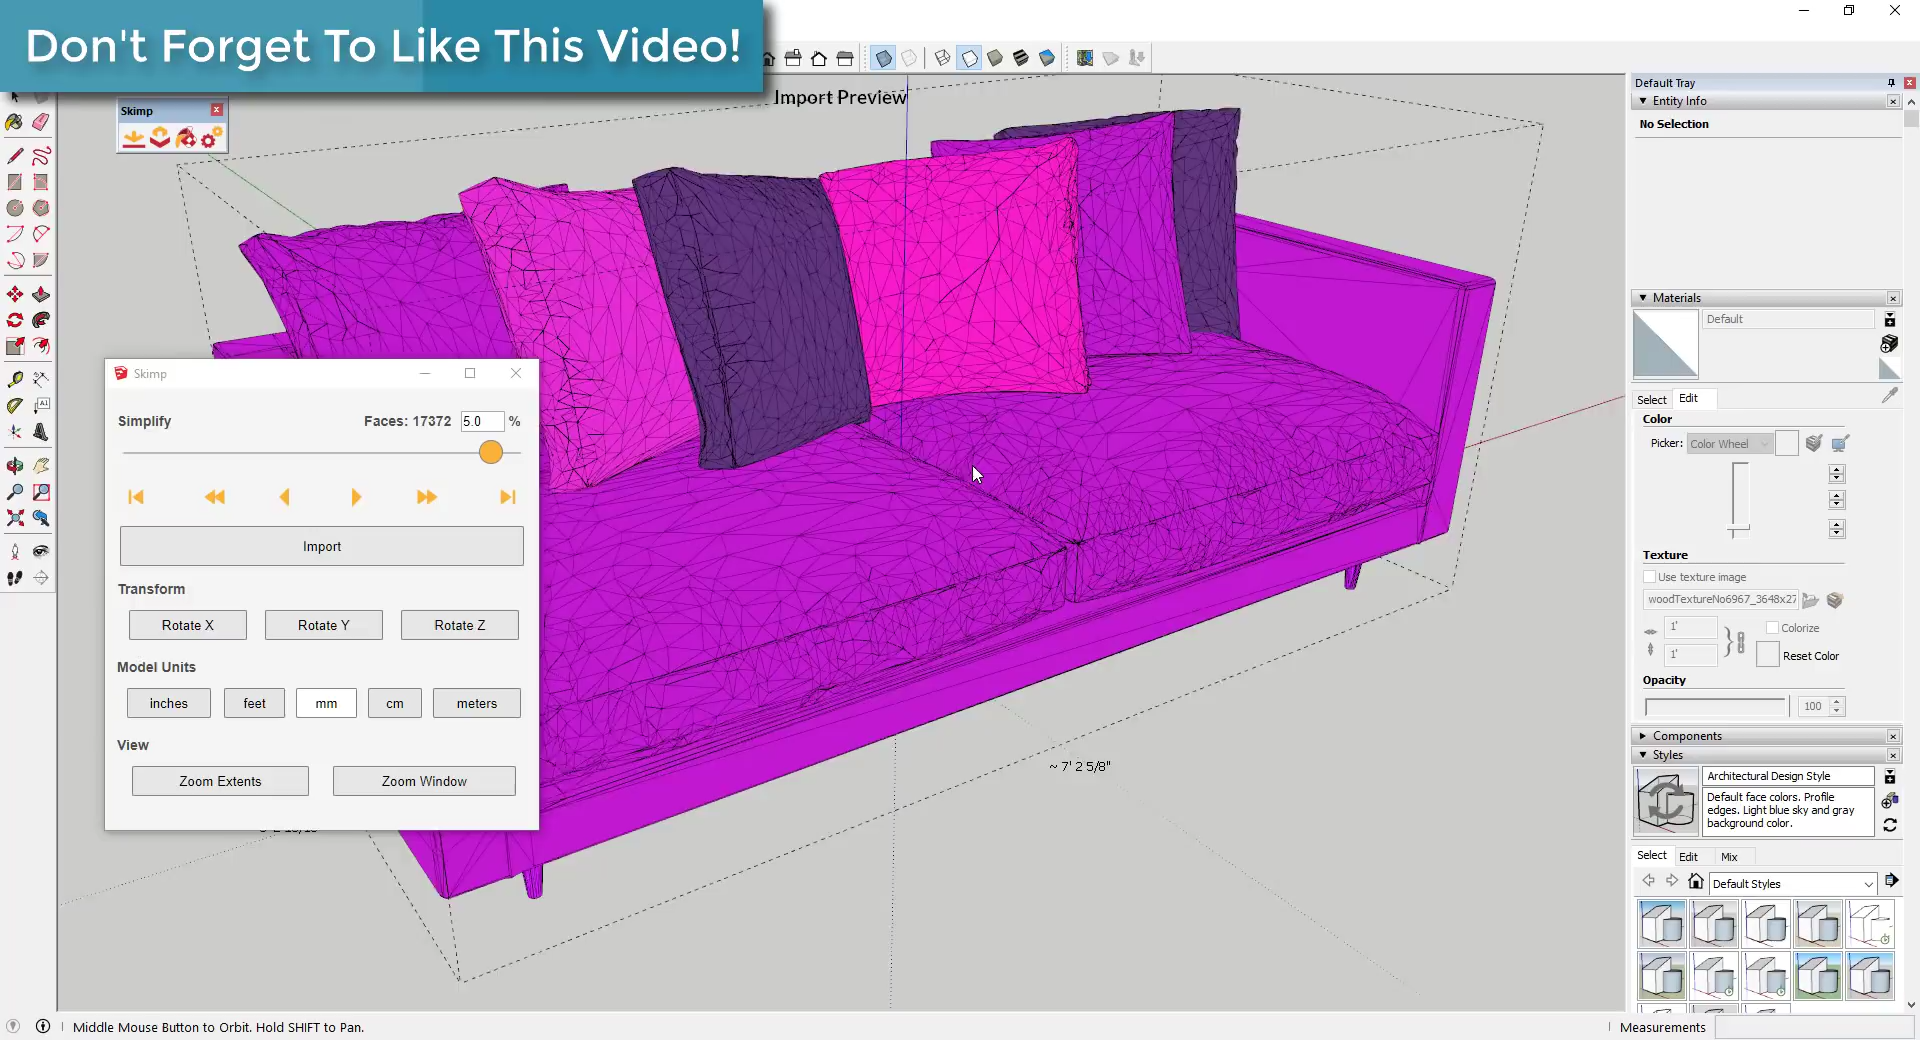 Don't Forget To Like This Video!
Skimp
Import Preview
Default Tray
Entity Info
No Selection
Materials
Default
Select
Edit
Color
Picker:
Color Wheel
Texture
Use texture image
woodTextureNo6967_3648x27
1'
Colorize
1'
Reset Color
Opacity
100
Components
Styles
Architectural Design Style
Default face colors. Profile
edges. Light blue sky and gray
background color.
Select
Edit
Mix
Default Styles
Skimp
Simplify
Faces: 17372
5.0
%
Import
Transform
Rotate X
Rotate Y
Rotate Z
Model Units
inches
feet
mm
cm
meters
View
Zoom Extents
Zoom Window
~ 7' 2 5/8"
Middle Mouse Button to Orbit. Hold SHIFT to Pan.
Measurements